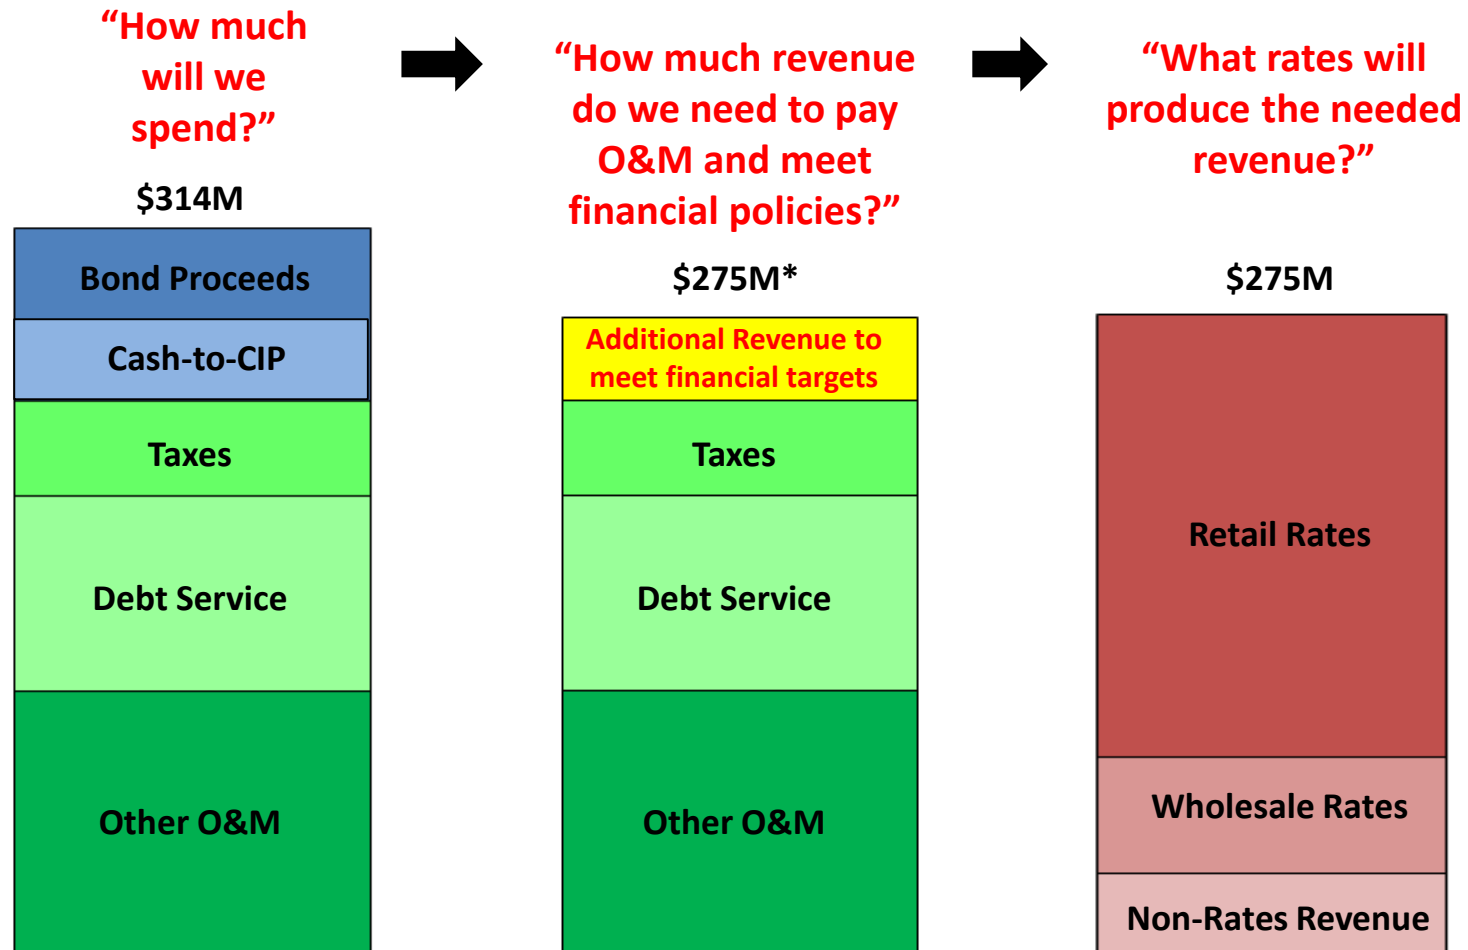 “How much
will we
spend?”
$314M
Bond Proceeds
Cash-to-CIP
Taxes
Debt Service
Other O&M
“How much revenue
do we need to pay
O&M and meet
financial policies?”
$275M*
Additional Revenue to
meet financial targets
Taxes
Debt Service
Other O&M
“What rates will
produce the needed
revenue?”
$275M
Retail Rates
Wholesale Rates
Non-Rates Revenue